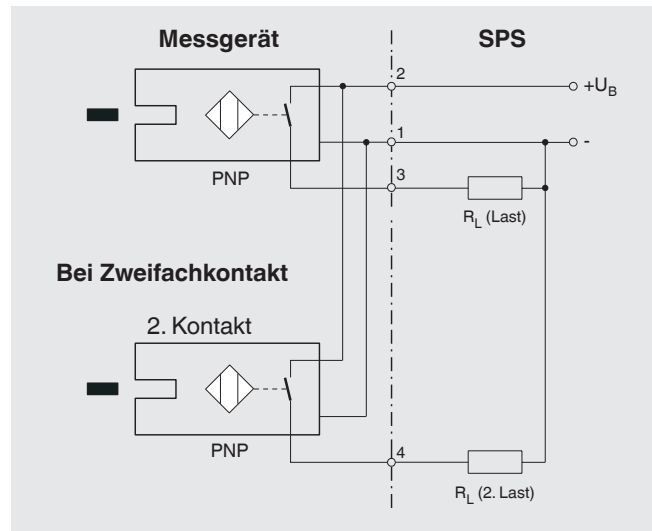 Messgerät
SPS
2
+U_B
1
-
3
PNP
R_L (Last)
Bei Zweifachkontakt
2. Kontakt
4
PNP
R_L (2. Last)